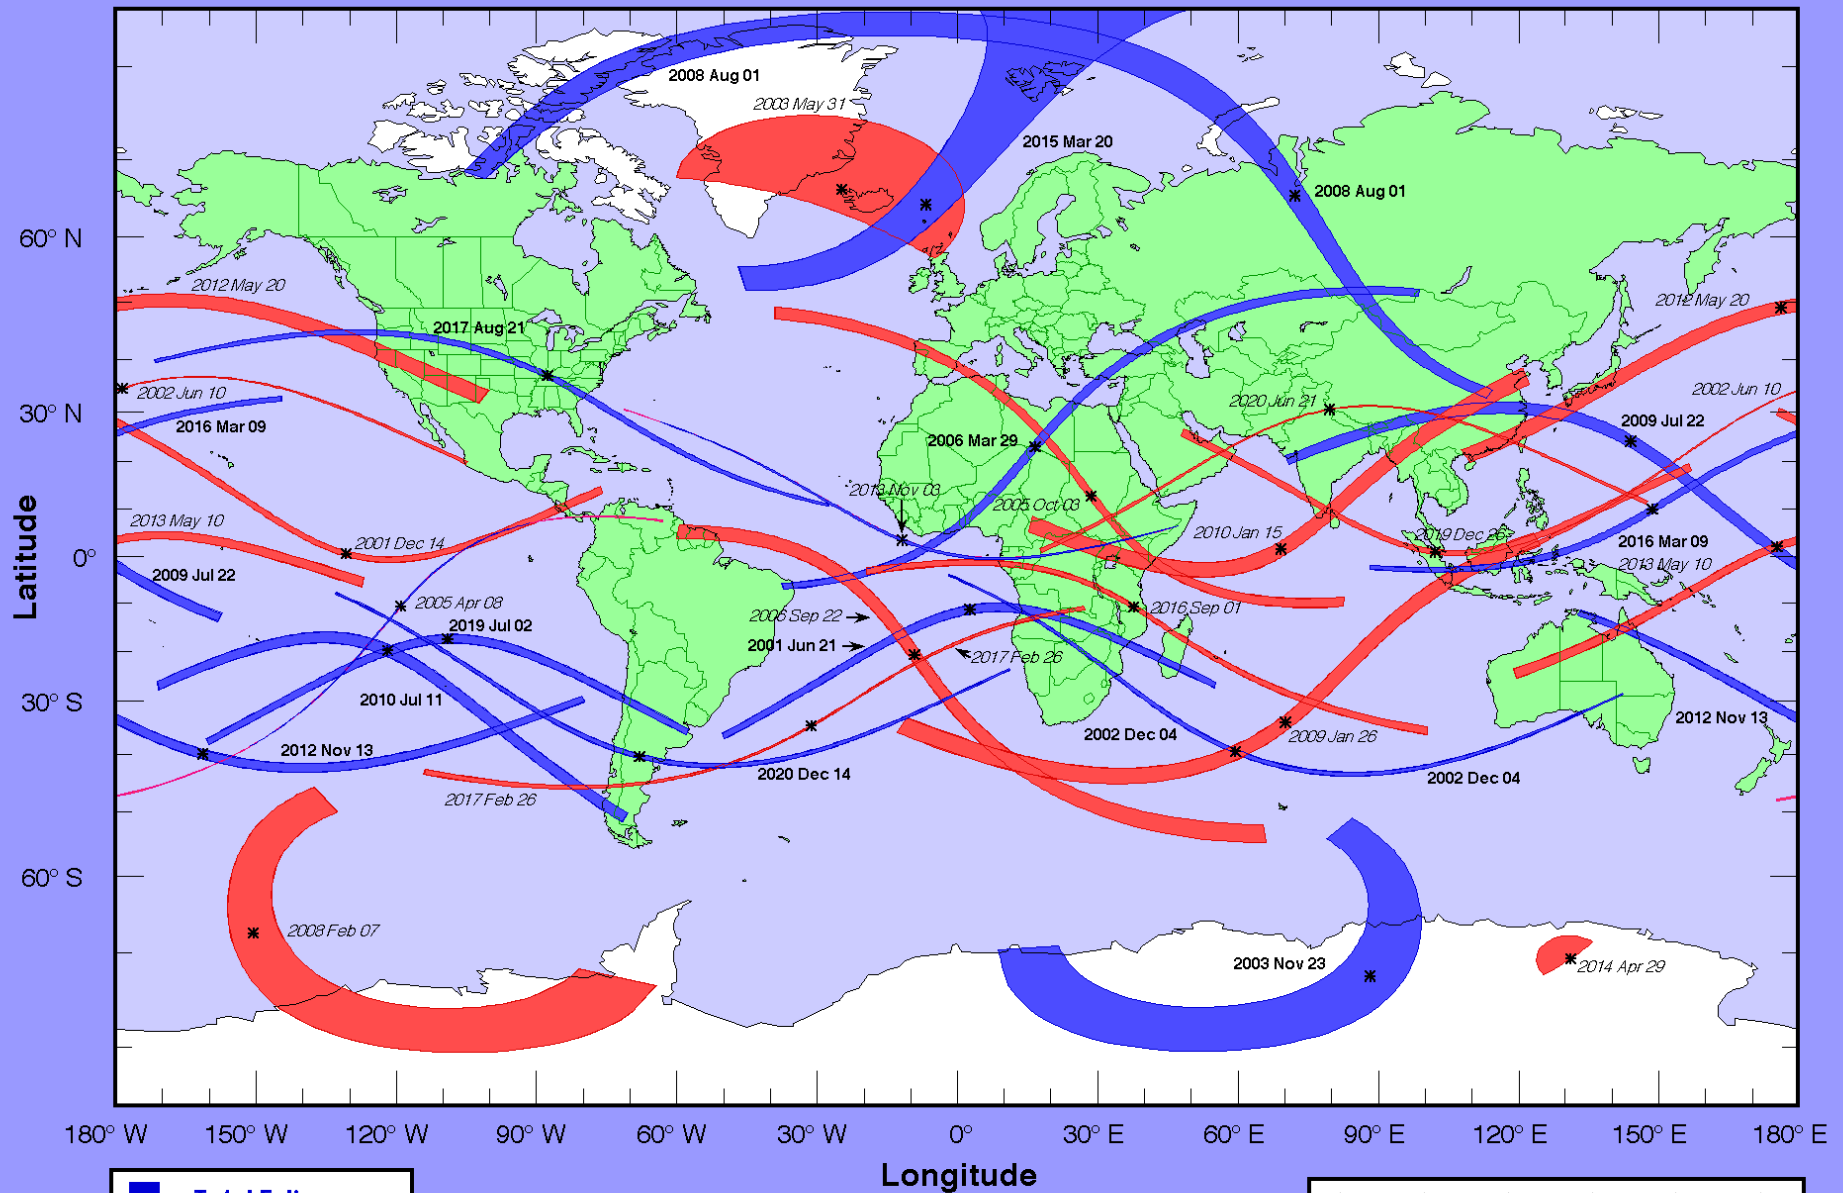 2008 Aug 01
2003 May 31
2015 Mar 20
2008 Aug 01
60° N
2012 May 20
2012 May 20
2017 Aug 21
2002 Jun 10
2002 Jun 10
2020 Jun 21
30° N
2016 Mar 09
2009 Jul 22
2006 Mar 29
2013 Nov 03
2005 Oct 03
2013 May 10
2010 Jan 15
2019 Dec 26
2001 Dec 14
2016 Mar 09
Latitude
0°
2013 May 10
2009 Jul 22
2005 Apr 08
2016 Sep 01
2006 Sep 22
2019 Jul 02
2001 Jun 21
2017 Feb 26
30° S
2010 Jul 11
2012 Nov 13
2002 Dec 04
2009 Jan 26
2012 Nov 13
2020 Dec 14
2002 Dec 04
2017 Feb 26
60° S
2008 Feb 07
2003 Nov 23
2014 Apr 29
180° W 150° W 120° W 90° W 60° W 30° W 0° 30° E 60° E 90° E 120° E 150° E 180° E
Longitude